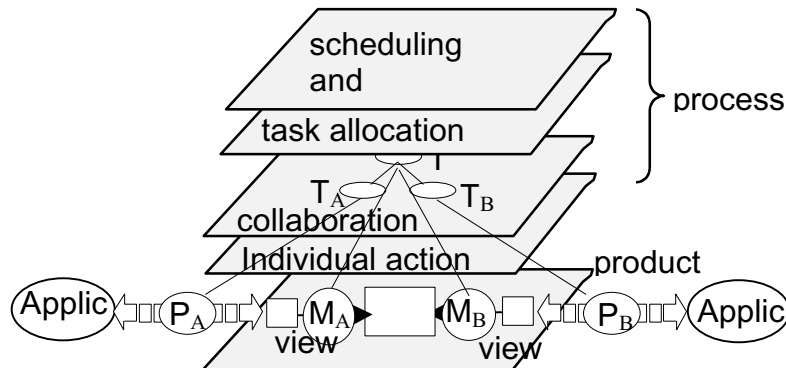 scheduling
and
process
task allocation
T
T_A
T_B
collaboration
Individual action
product
Applic
P_A
M_A
M_B
P_B
Applic
view
view